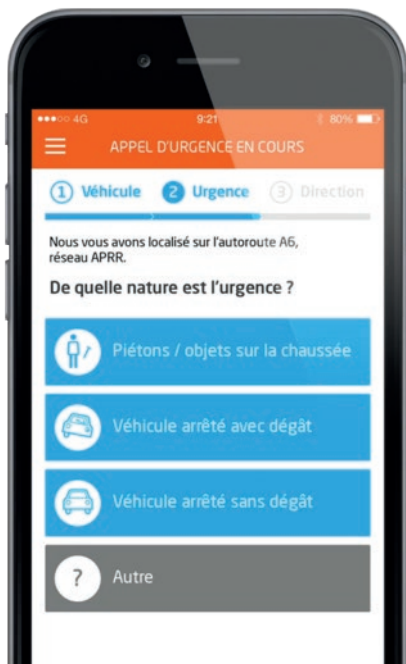 4G 9:21 80%
APPEL D'URGENCE EN COURS
1 Véhicule 2 Urgence 3 Direction
Nous vous avons localisé sur l'autoroute A6,
réseau APRR.
De quelle nature est l'urgence ?
Piétons / objets sur la chaussée
Véhicule arrêté avec dégât
Véhicule arrêté sans dégât
? Autre